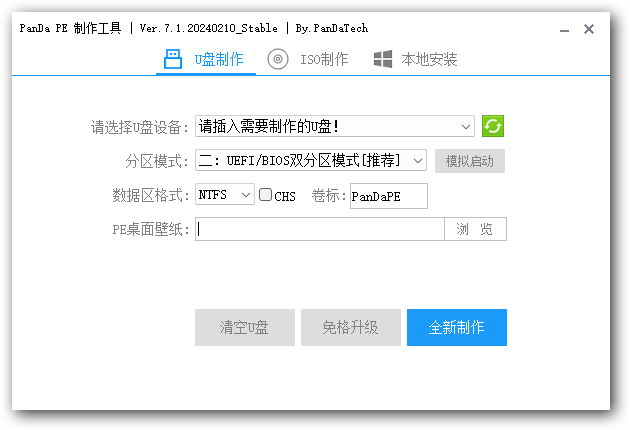 PanDa PE 制作工具 | Ver.7.1.20240210_Stable | By.PanDaTech
U盘制作 ISO制作 本地安装
请选择U盘设备: 请插入需要制作的U盘!
分区模式: 二: UEFI/BIOS双分区模式[推荐] 模拟启动
数据区格式: NTFS CHS 卷标: PanDaPE
PE桌面壁纸: 浏 览
清空U盘 免格升级 全新制作